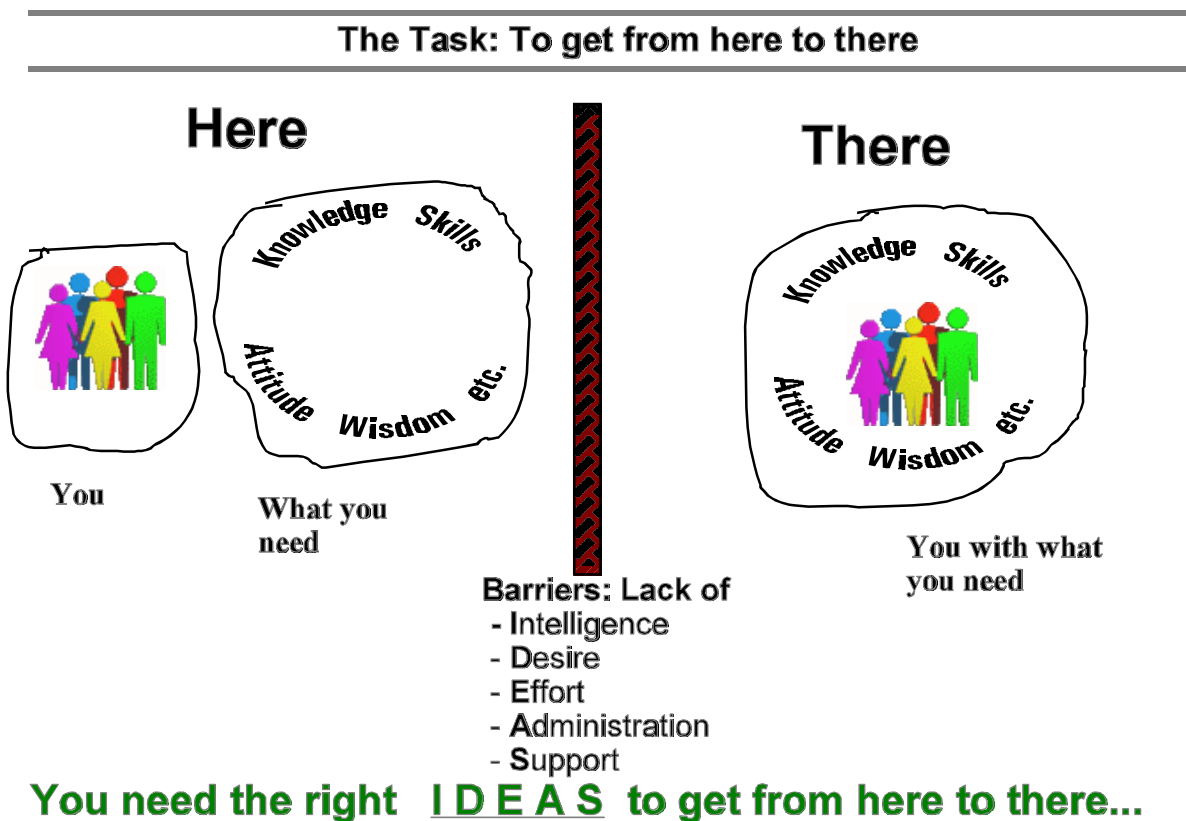 The Task: To get from here to there
Here
There
Knowledge Skills
Attitude Wisdom etc.
Knowledge Skills
Attitude Wisdom etc.
You
What you
need
You with what
you need
Barriers: Lack of
- Intelligence
- Desire
- Effort
- Administration
- Support
You need the right I D E A S to get from here to there...